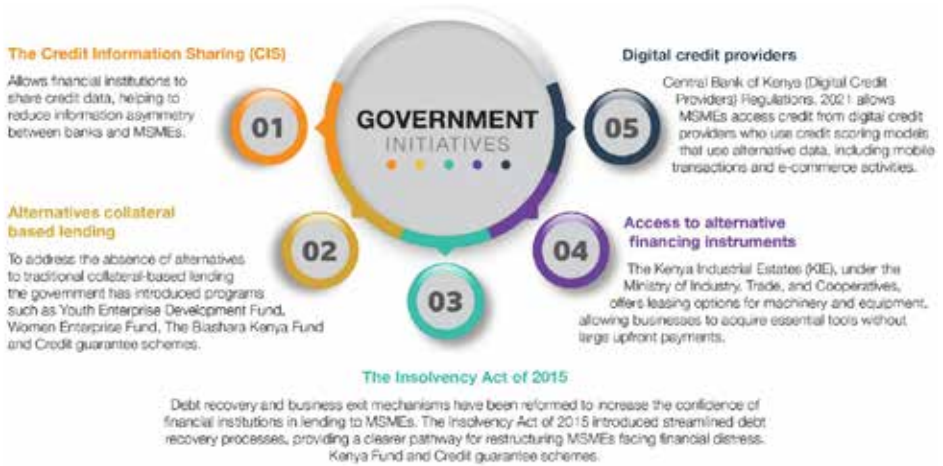 GOVERNMENT
INITIATIVES
The Credit Information Sharing (CIS)
Allows financial institutions to
share credit data, helping to
reduce information asymmetry
between banks and MSMEs.
01
Alternatives collateral
based lending
To address the absence of alternatives
to traditional collateral-based lending
the government has introduced programs
such as Youth Enterprise Development Fund,
Women Enterprise Fund, The Biashara Kenya Fund
and Credit guarantee schemes.
02
03
The Insolvency Act of 2015
Debt recovery and business exit mechanisms have been reformed to increase the confidence of
financial institutions in lending to MSMEs. The Insolvency Act of 2015 introduced streamlined debt
recovery processes, providing a clearer pathway for restructuring MSMEs facing financial distress.
Kenya Fund and Credit guarantee schemes.
04
Access to alternative
financing instruments
The Kenya Industrial Estates (KIE), under the
Ministry of Industry, Trade, and Cooperatives,
offers leasing options for machinery and equipment,
allowing businesses to acquire essential tools without
large upfront payments.
05
Digital credit providers
Central Bank of Kenya (Digital Credit
Providers) Regulations, 2021 allows
MSMEs access credit from digital credit
providers who use credit scoring models
that use alternative data, including mobile
transactions and e-commerce activities.